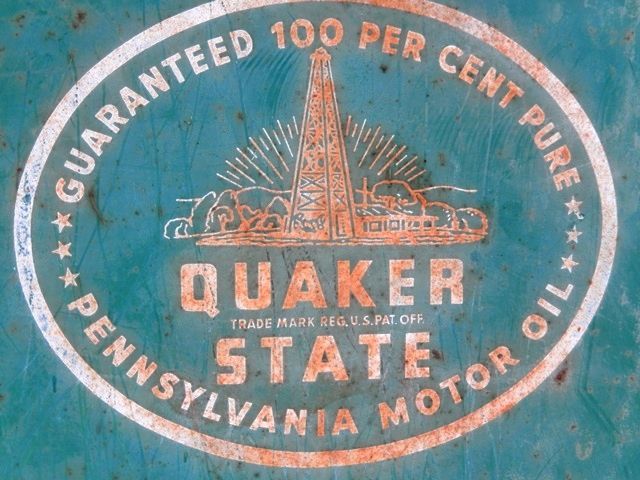 GUARANTEED 100 PER CENT PURE
QUAKER
TRADE MARK REG. U.S. PAT. OFF.
STATE
PENNSYLVANIA MOTOR OIL